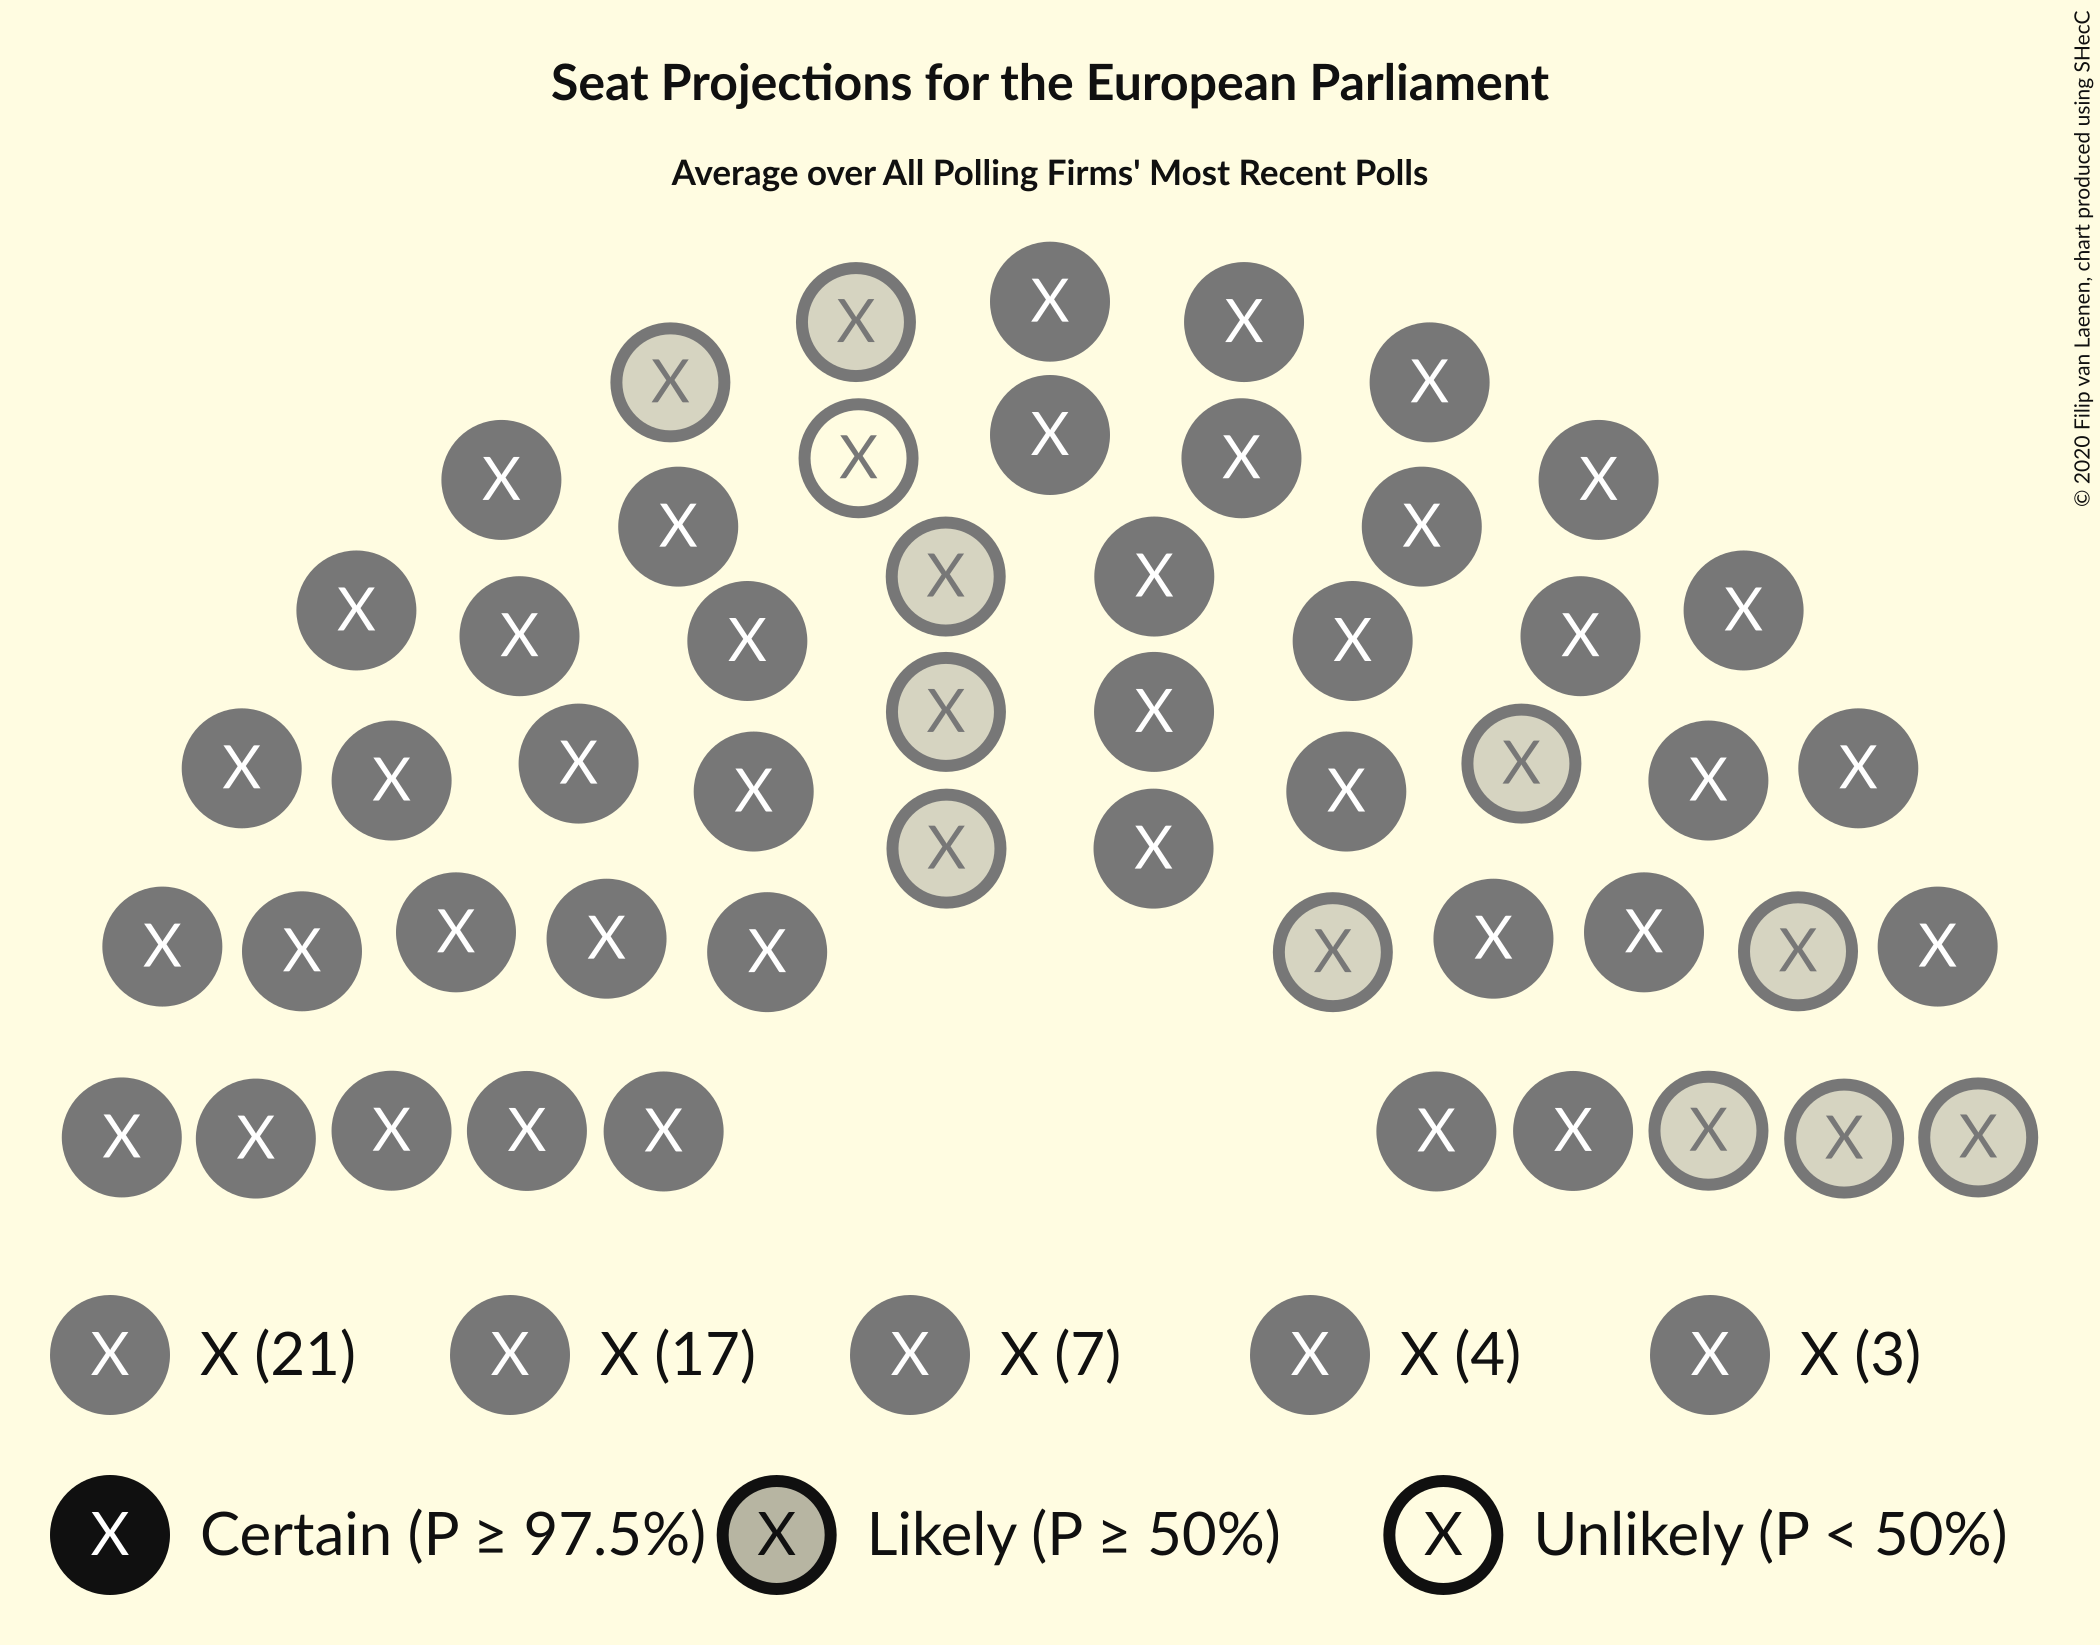 Seat Projections for the European Parliament
Average over All Polling Firms' Most Recent Polls
© 2020 Filip van Laenen, chart produced using SHecC
X X X
X X
X X X
X X
X X
X X
X X X X X X
X X
X X X X X X X X
X X
X X X X X X X X X X
X X X X X X X X X X
X X (21) X X (17) X X (7) X X (4) X X (3)
X Certain (P ≥ 97.5%) X Likely (P ≥ 50%) X Unlikely (P < 50%)